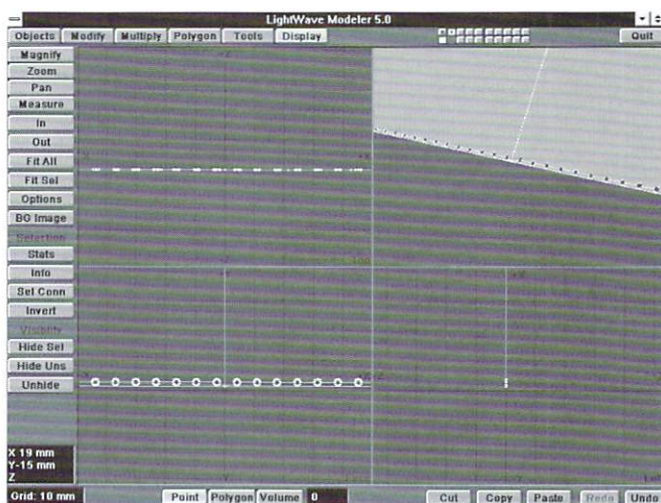 LightWave Modeler 5.0
Objects Modify Multiply Polygon Tools Display Quit
Magnify
Zoom
Pan
Measure
In
Out
Fit All
Fit Sel
Options
BG Image
Selection
Stats
Info
Sel Conn
Invert
Visibility
Hide Sel
Hide Uns
Unhide
X 19 mm
Y-15 mm
Z
Grid: 10 mm Point Polygon Volume 0 Cut Copy Paste Redo Undo